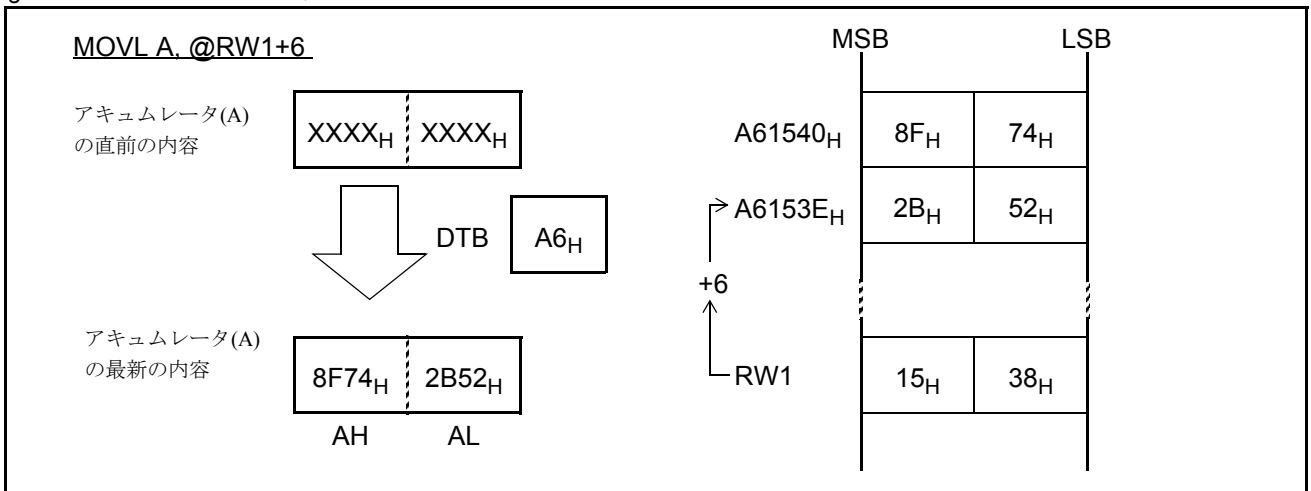 MOVL A, @RW1+6
アキュムレータ(A)
の直前の内容
XXXXH XXXXH
DTB A6H
アキュムレータ(A)
の最新の内容
8F74H 2B52H
AH AL
MSB LSB
A61540H 8FH 74H
A6153EH 2BH 52H
+6
RW1 15H 38H